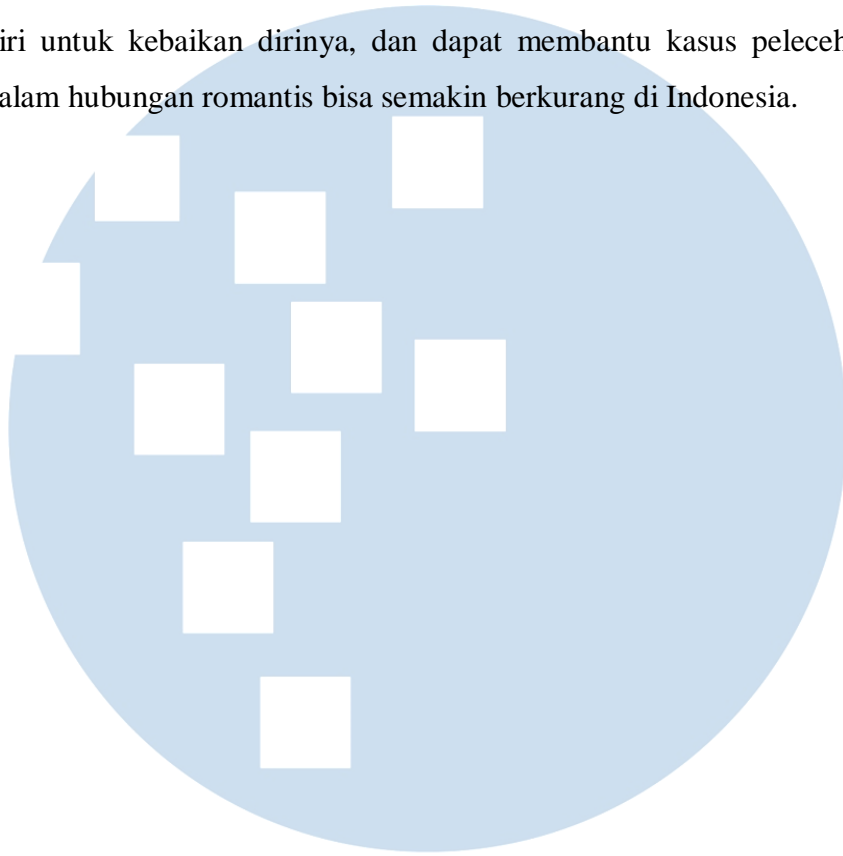 iri untuk kebaikan dirinya, dan dapat membantu kasus peleceh
alam hubungan romantis bisa semakin berkurang di Indonesia.